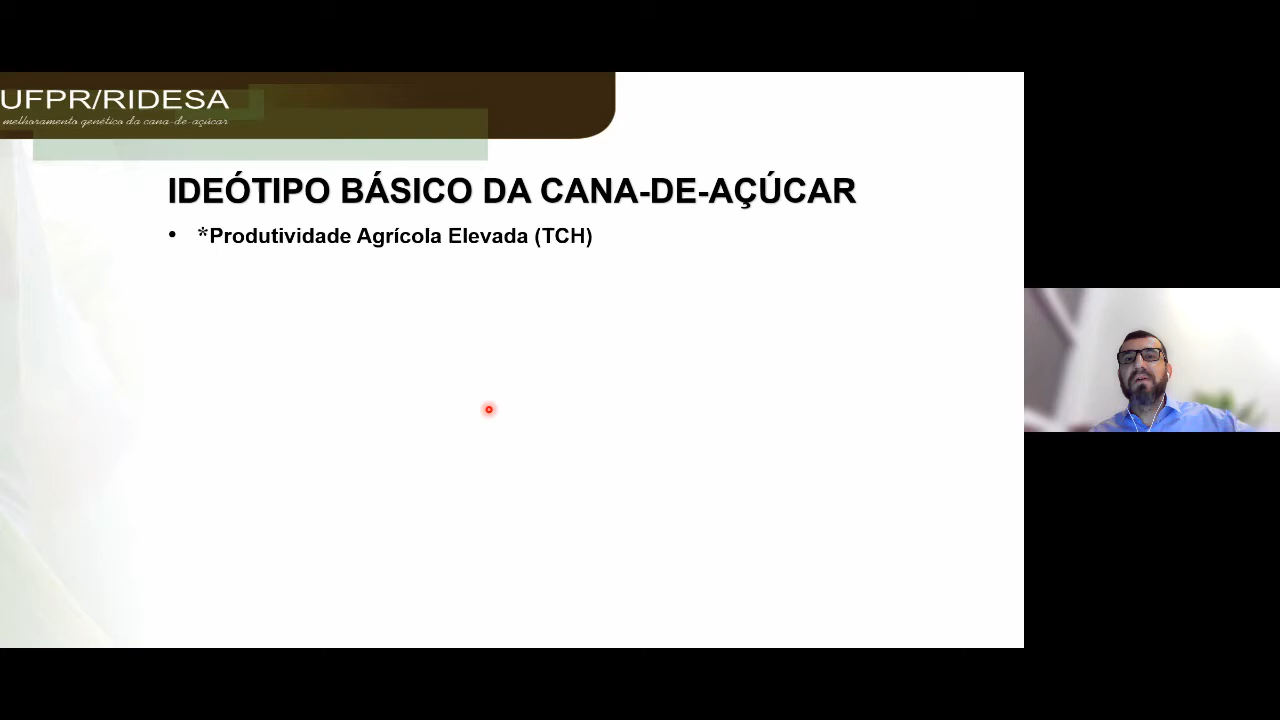 UFPR/RIDESA
melhoramento genético da cana-de-açúcar
IDEÓTIPO BÁSICO DA CANA-DE-AÇÚCAR
• *Produtividade Agrícola Elevada (TCH)